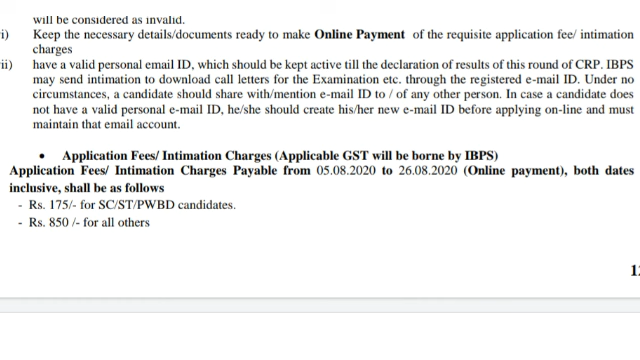 will be considered as invalid.
i) Keep the necessary details/documents ready to make Online Payment of the requisite application fee/ intimation
charges
ii) have a valid personal email ID, which should be kept active till the declaration of results of this round of CRP. IBPS
may send intimation to download call letters for the Examination etc. through the registered e-mail ID. Under no
circumstances, a candidate should share with/mention e-mail ID to / of any other person. In case a candidate does
not have a valid personal e-mail ID, he/she should create his/her new e-mail ID before applying on-line and must
maintain that email account.
• Application Fees/ Intimation Charges (Applicable GST will be borne by IBPS)
Application Fees/ Intimation Charges Payable from 05.08.2020 to 26.08.2020 (Online payment), both dates
inclusive, shall be as follows
- Rs. 175/- for SC/ST/PWBD candidates.
- Rs. 850 /- for all others